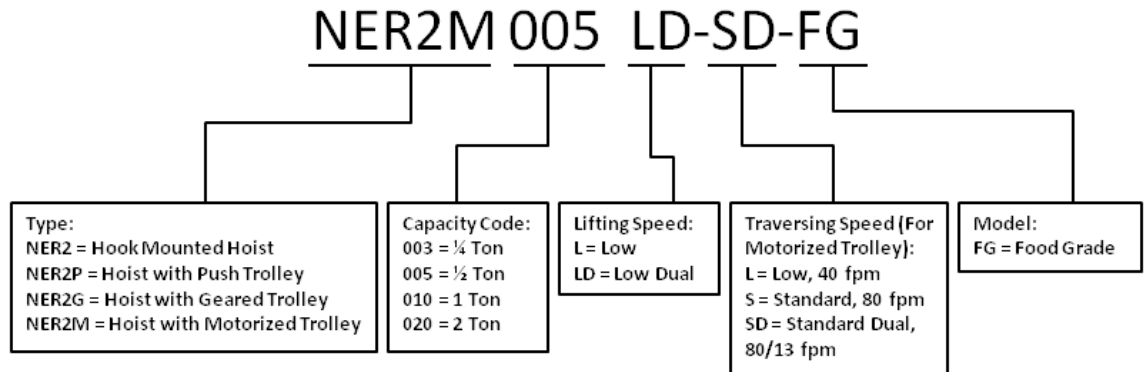 NER2M 005 LD-SD-FG
Type:
NER2 = Hook Mounted Hoist
NER2P = Hoist with Push Trolley
NER2G = Hoist with Geared Trolley
NER2M = Hoist with Motorized Trolley
Capacity Code:
003 = ¼ Ton
005 = ½ Ton
010 = 1 Ton
020 = 2 Ton
Lifting Speed:
L = Low
LD = Low Dual
Traversing Speed (For
Motorized Trolley):
L = Low, 40 fpm
S = Standard, 80 fpm
SD = Standard Dual,
80/13 fpm
Model:
FG = Food Grade